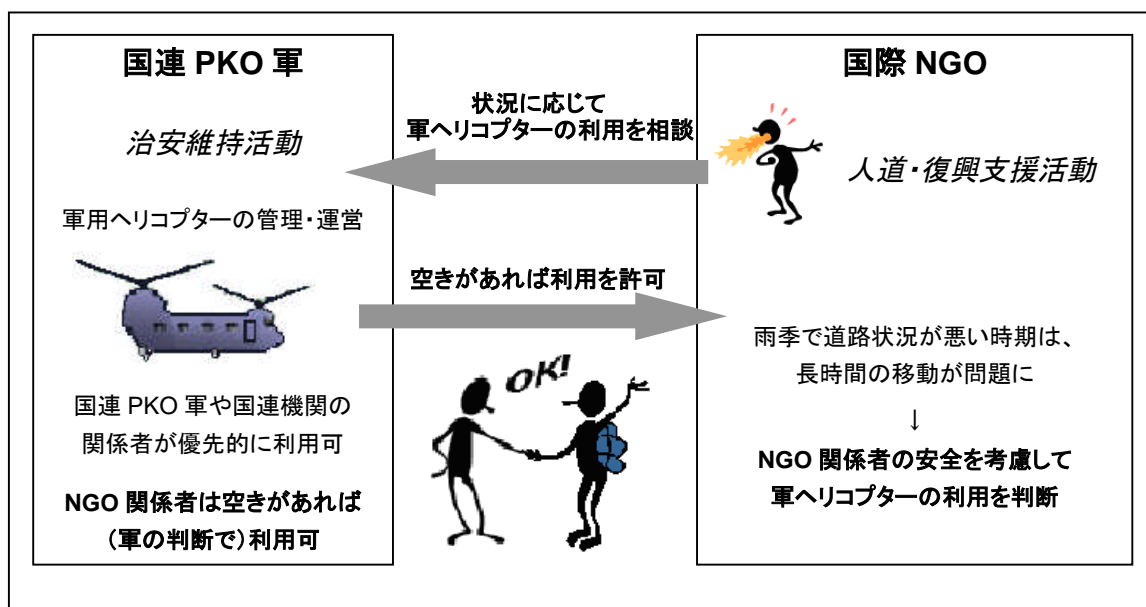 国連 PKO 軍
治安維持活動
軍用ヘリコプターの管理・運営
国連 PKO 軍や国連機関の
関係者が優先的に利用可
NGO 関係者は空きがあれば
（軍の判断で）利用可
状況に応じて
軍ヘリコプターの利用を相談
空きがあれば利用を許可
OK!
国際 NGO
人道・復興支援活動
雨季で道路状況が悪い時期は、
長時間の移動が問題に
↓
NGO 関係者の安全を考慮して
軍ヘリコプターの利用を判断